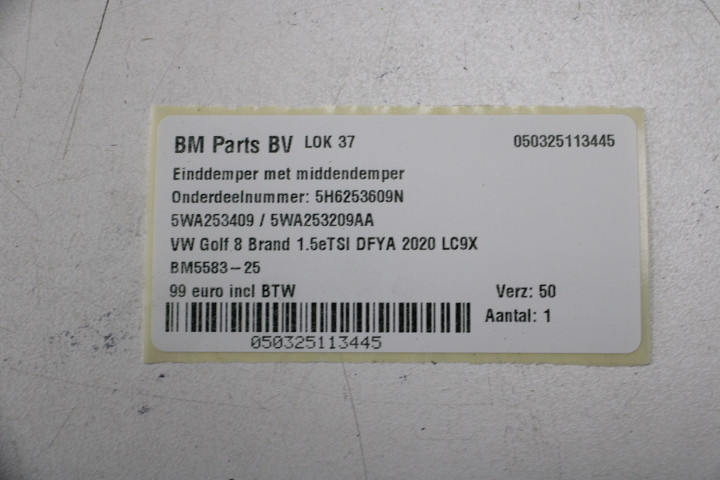 BM Parts BV LOK 37 050325113445
Einddemper met middendemper
Onderdeelnummer: 5H6253609N
5WA253409 / 5WA253209AA
VW Golf 8 Brand 1.5eTSI DFYA 2020 LC9X
BM5583-25
99 euro incl BTW Verz: 50
Aantal: 1
050325113445